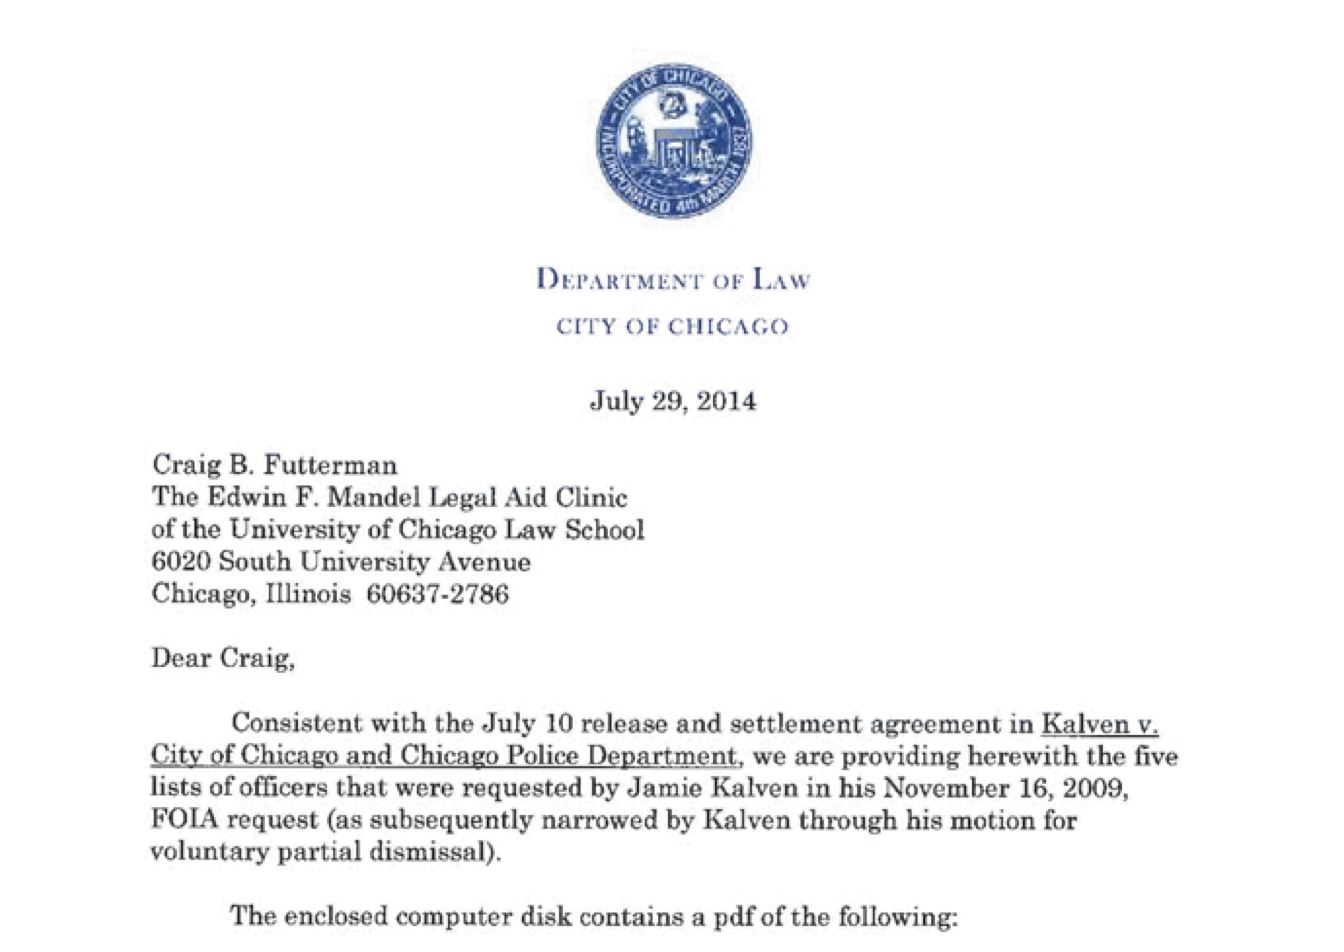 CITY OF CHICAGO
INCORPORATED 4th MARCH 1837
DEPARTMENT OF LAW
CITY OF CHICAGO
July 29, 2014
Craig B. Futterman
The Edwin F. Mandel Legal Aid Clinic
of the University of Chicago Law School
6020 South University Avenue
Chicago, Illinois 60637-2786
Dear Craig,
Consistent with the July 10 release and settlement agreement in Kalven v.
City of Chicago and Chicago Police Department, we are providing herewith the five
lists of officers that were requested by Jamie Kalven in his November 16, 2009,
FOIA request (as subsequently narrowed by Kalven through his motion for
voluntary partial dismissal).
The enclosed computer disk contains a pdf of the following: